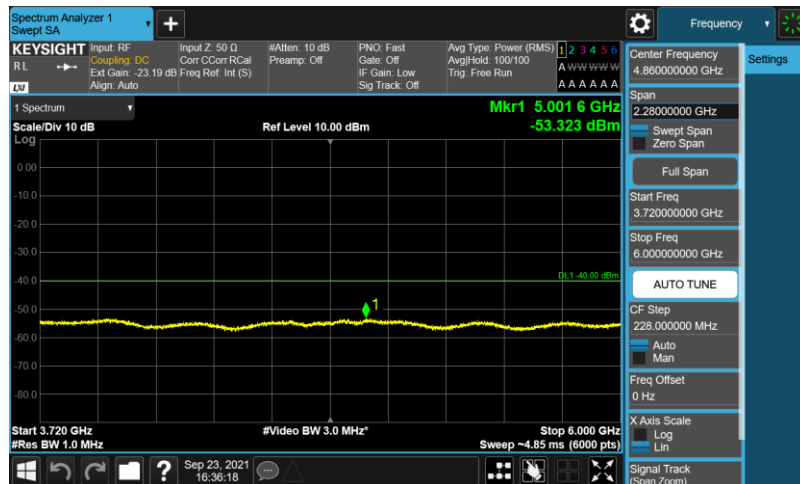 Spectrum Analyzer 1
Swept SA
Frequency
KEYSIGHT
RL
LXI
Input: RF
Coupling: DC
Ext Gain: -23.19 dB
Align: Auto
Input Z: 50 Ω
Corr CCorr RCal
Freq Ref: Int (S)
#Atten: 10 dB
Preamp: Off
PNO: Fast
Gate: Off
IF Gain: Low
Sig Track: Off
Avg Type: Power (RMS)
Avg|Hold: 100/100
Trig: Free Run
1 2 3 4 5 6
A W W W W W
A A A A A A
1 Spectrum
Scale/Div 10 dB
Log
Ref Level 10.00 dBm
Mkr1 5.001 6 GHz
-53.323 dBm
0.00
-10.0
-20.0
-30.0
-40.0
-50.0
-60.0
-70.0
-80.0
DL1 -40.00 dBm
1
Start 3.720 GHz
#Res BW 1.0 MHz
#Video BW 3.0 MHz*
Stop 6.000 GHz
Sweep ~4.85 ms (6000 pts)
Sep 23, 2021
16:36:18
Center Frequency
4.860000000 GHz
Span
2.28000000 GHz
Swept Span
Zero Span
Full Span
Start Freq
3.720000000 GHz
Stop Freq
6.000000000 GHz
AUTO TUNE
CF Step
228.000000 MHz
Auto
Man
Freq Offset
0 Hz
X Axis Scale
Log
Lin
Signal Track
(Span Zoom)
Settings